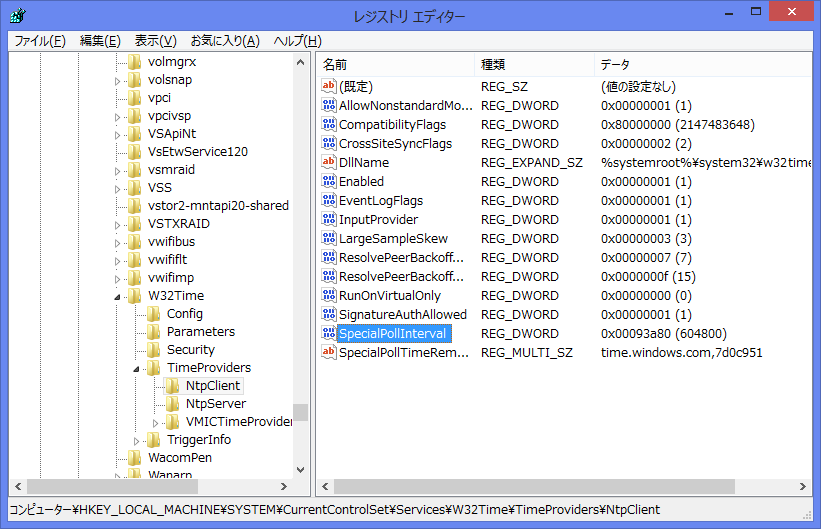 レジストリ エディター
ファイル(F) 編集(E) 表示(V) お気に入り(A) ヘルプ(H)
volmgrx
volsnap
vpci
vpcivsp
VSApiNt
VsEtwService120
vsmraid
VSS
vstor2-mntapi20-shared
VSTXRAID
vwifibus
vwififlt
vwifimp
W32Time
Config
Parameters
Security
TimeProviders
NtpClient
NtpServer
VMICTimeProvider
TriggerInfo
WacomPen
Wanarp
名前 種類 データ
(既定) REG_SZ (値の設定なし)
AllowNonstandardMo... REG_DWORD 0x00000001 (1)
CompatibilityFlags REG_DWORD 0x80000000 (2147483648)
CrossSiteSyncFlags REG_DWORD 0x00000002 (2)
DllName REG_EXPAND_SZ %systemroot%¥system32¥w32time
Enabled REG_DWORD 0x00000001 (1)
EventLogFlags REG_DWORD 0x00000001 (1)
InputProvider REG_DWORD 0x00000001 (1)
LargeSampleSkew REG_DWORD 0x00000003 (3)
ResolvePeerBackoff... REG_DWORD 0x00000007 (7)
ResolvePeerBackoff... REG_DWORD 0x0000000f (15)
RunOnVirtualOnly REG_DWORD 0x00000000 (0)
SignatureAuthAllowed REG_DWORD 0x00000001 (1)
SpecialPollInterval REG_DWORD 0x00093a80 (604800)
SpecialPollTimeRem... REG_MULTI_SZ time.windows.com,7d0c951
コンピューター¥HKEY_LOCAL_MACHINE¥SYSTEM¥CurrentControlSet¥Services¥W32Time¥TimeProviders¥NtpClient